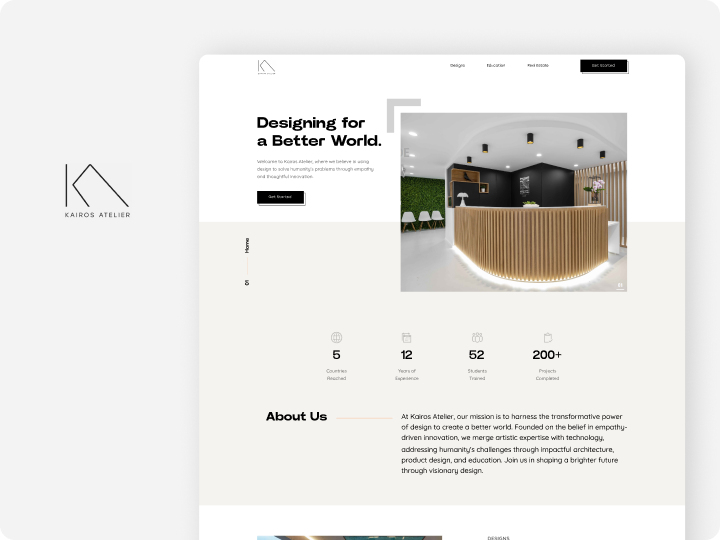 KAIROS ATELIER
Designs
Education
Real Estate
Get Started
Designing for
a Better World.
Welcome to Kairos Atelier, where we believe in using
design to solve humanity's problems through empathy
and thoughtful innovation.
Get Started
Home
01
5
Countries
Reached
12
Years of
Experience
52
Students
Trained
200+
Projects
Completed
About Us
At Kairos Atelier, our mission is to harness the transformative power
of design to create a better world. Founded on the belief in empathy-
driven innovation, we merge artistic expertise with technology,
addressing humanity's challenges through impactful architecture,
product design, and education. Join us in shaping a brighter future
through visionary design.
DESIGNS,